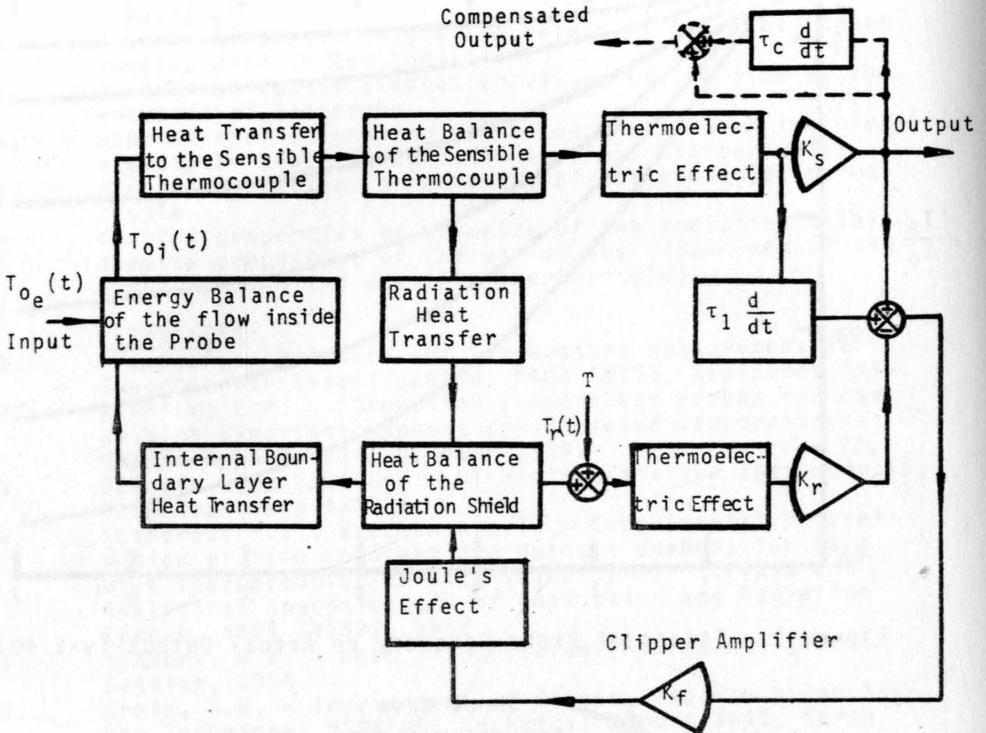 Compensated
Output
τc d/dt
Heat Transfer
to the Sensible
Thermocouple
Heat Balance
of the Sensible
Thermocouple
Thermoelec-
tric Effect
Ks
Output
Toi(t)
Toe(t)
Input
Energy Balance
of the flow inside
the Probe
Radiation
Heat
Transfer
τ1 d/dt
Internal Boun-
dary Layer
Heat Transfer
Heat Balance
of the
Radiation Shield
Tr(t)
τ
Thermoelec-
tric Effect
Kr
Joule's
Effect
Clipper Amplifier
Kf